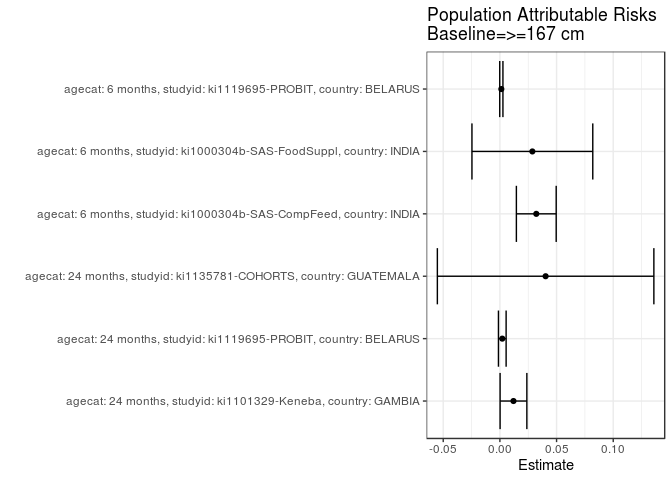 Population Attributable Risks
Baseline=>=167 cm
agecat: 6 months, studyid: ki1119695-PROBIT, country: BELARUS
agecat: 6 months, studyid: ki1000304b-SAS-FoodSuppl, country: INDIA
agecat: 6 months, studyid: ki1000304b-SAS-CompFeed, country: INDIA
agecat: 24 months, studyid: ki1135781-COHORTS, country: GUATEMALA
agecat: 24 months, studyid: ki1119695-PROBIT, country: BELARUS
agecat: 24 months, studyid: ki1101329-Keneba, country: GAMBIA
-0.05 0.00 0.05 0.10
Estimate